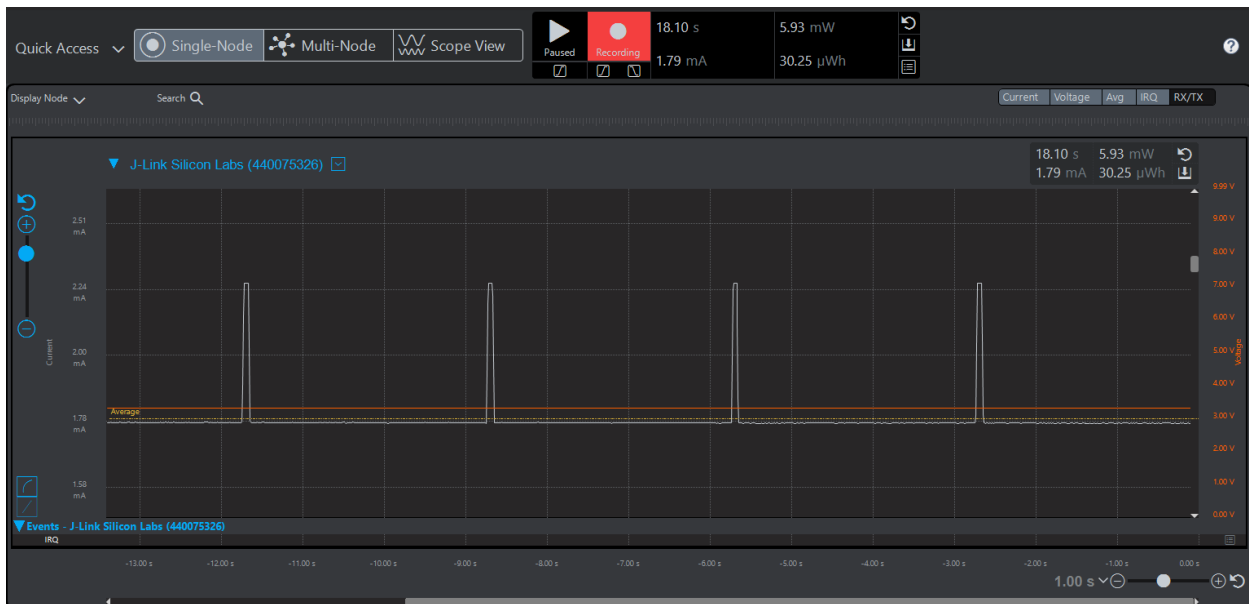 Quick Access
Single-Node
Multi-Node
Scope View
Paused
Recording
18.10 s
5.93 mW
1.79 mA
30.25 µWh
Display Node
Search
Current
Voltage
Avg
IRQ
RX/TX
J-Link Silicon Labs (440075326)
18.10 s 5.93 mW
1.79 mA 30.25 µWh
2.51
mA
2.24
mA
2.00
mA
1.78
mA
1.58
mA
Current
Average
9.99 V
9.00 V
8.00 V
7.00 V
6.00 V
5.00 V
4.00 V
3.00 V
2.00 V
1.00 V
0.00 V
Voltage
Events - J-Link Silicon Labs (440075326)
IRQ
-13.00 s -12.00 s -11.00 s -10.00 s -9.00 s -8.00 s -7.00 s -6.00 s -5.00 s -4.00 s -3.00 s -2.00 s -1.00 s 0.00 s
1.00 s